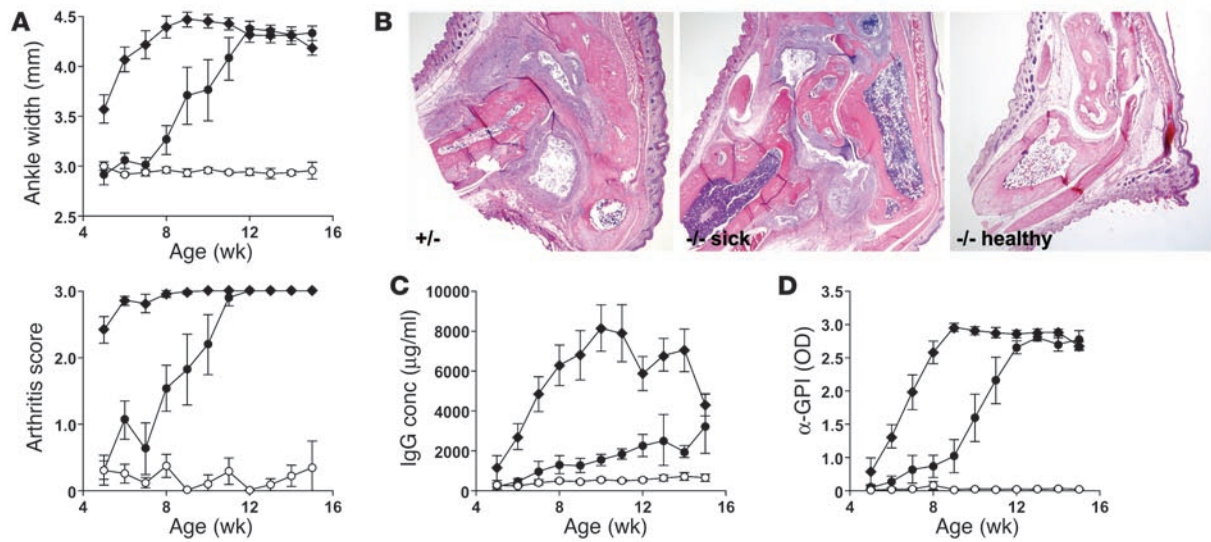 A
Ankle width (mm)
4.5
4.0
3.5
3.0
2.5
4 8 12 16
Age (wk)
B
+/-
-/- sick
-/- healthy
Arthritis score
3.0
2.0
1.0
0
4 8 12 16
Age (wk)
C
IgG conc (µg/ml)
10000
8000
6000
4000
2000
0
4 8 12 16
Age (wk)
D
α-GPI (OD)
3.5
3.0
2.5
2.0
1.5
1.0
0.5
0
4 8 12 16
Age (wk)